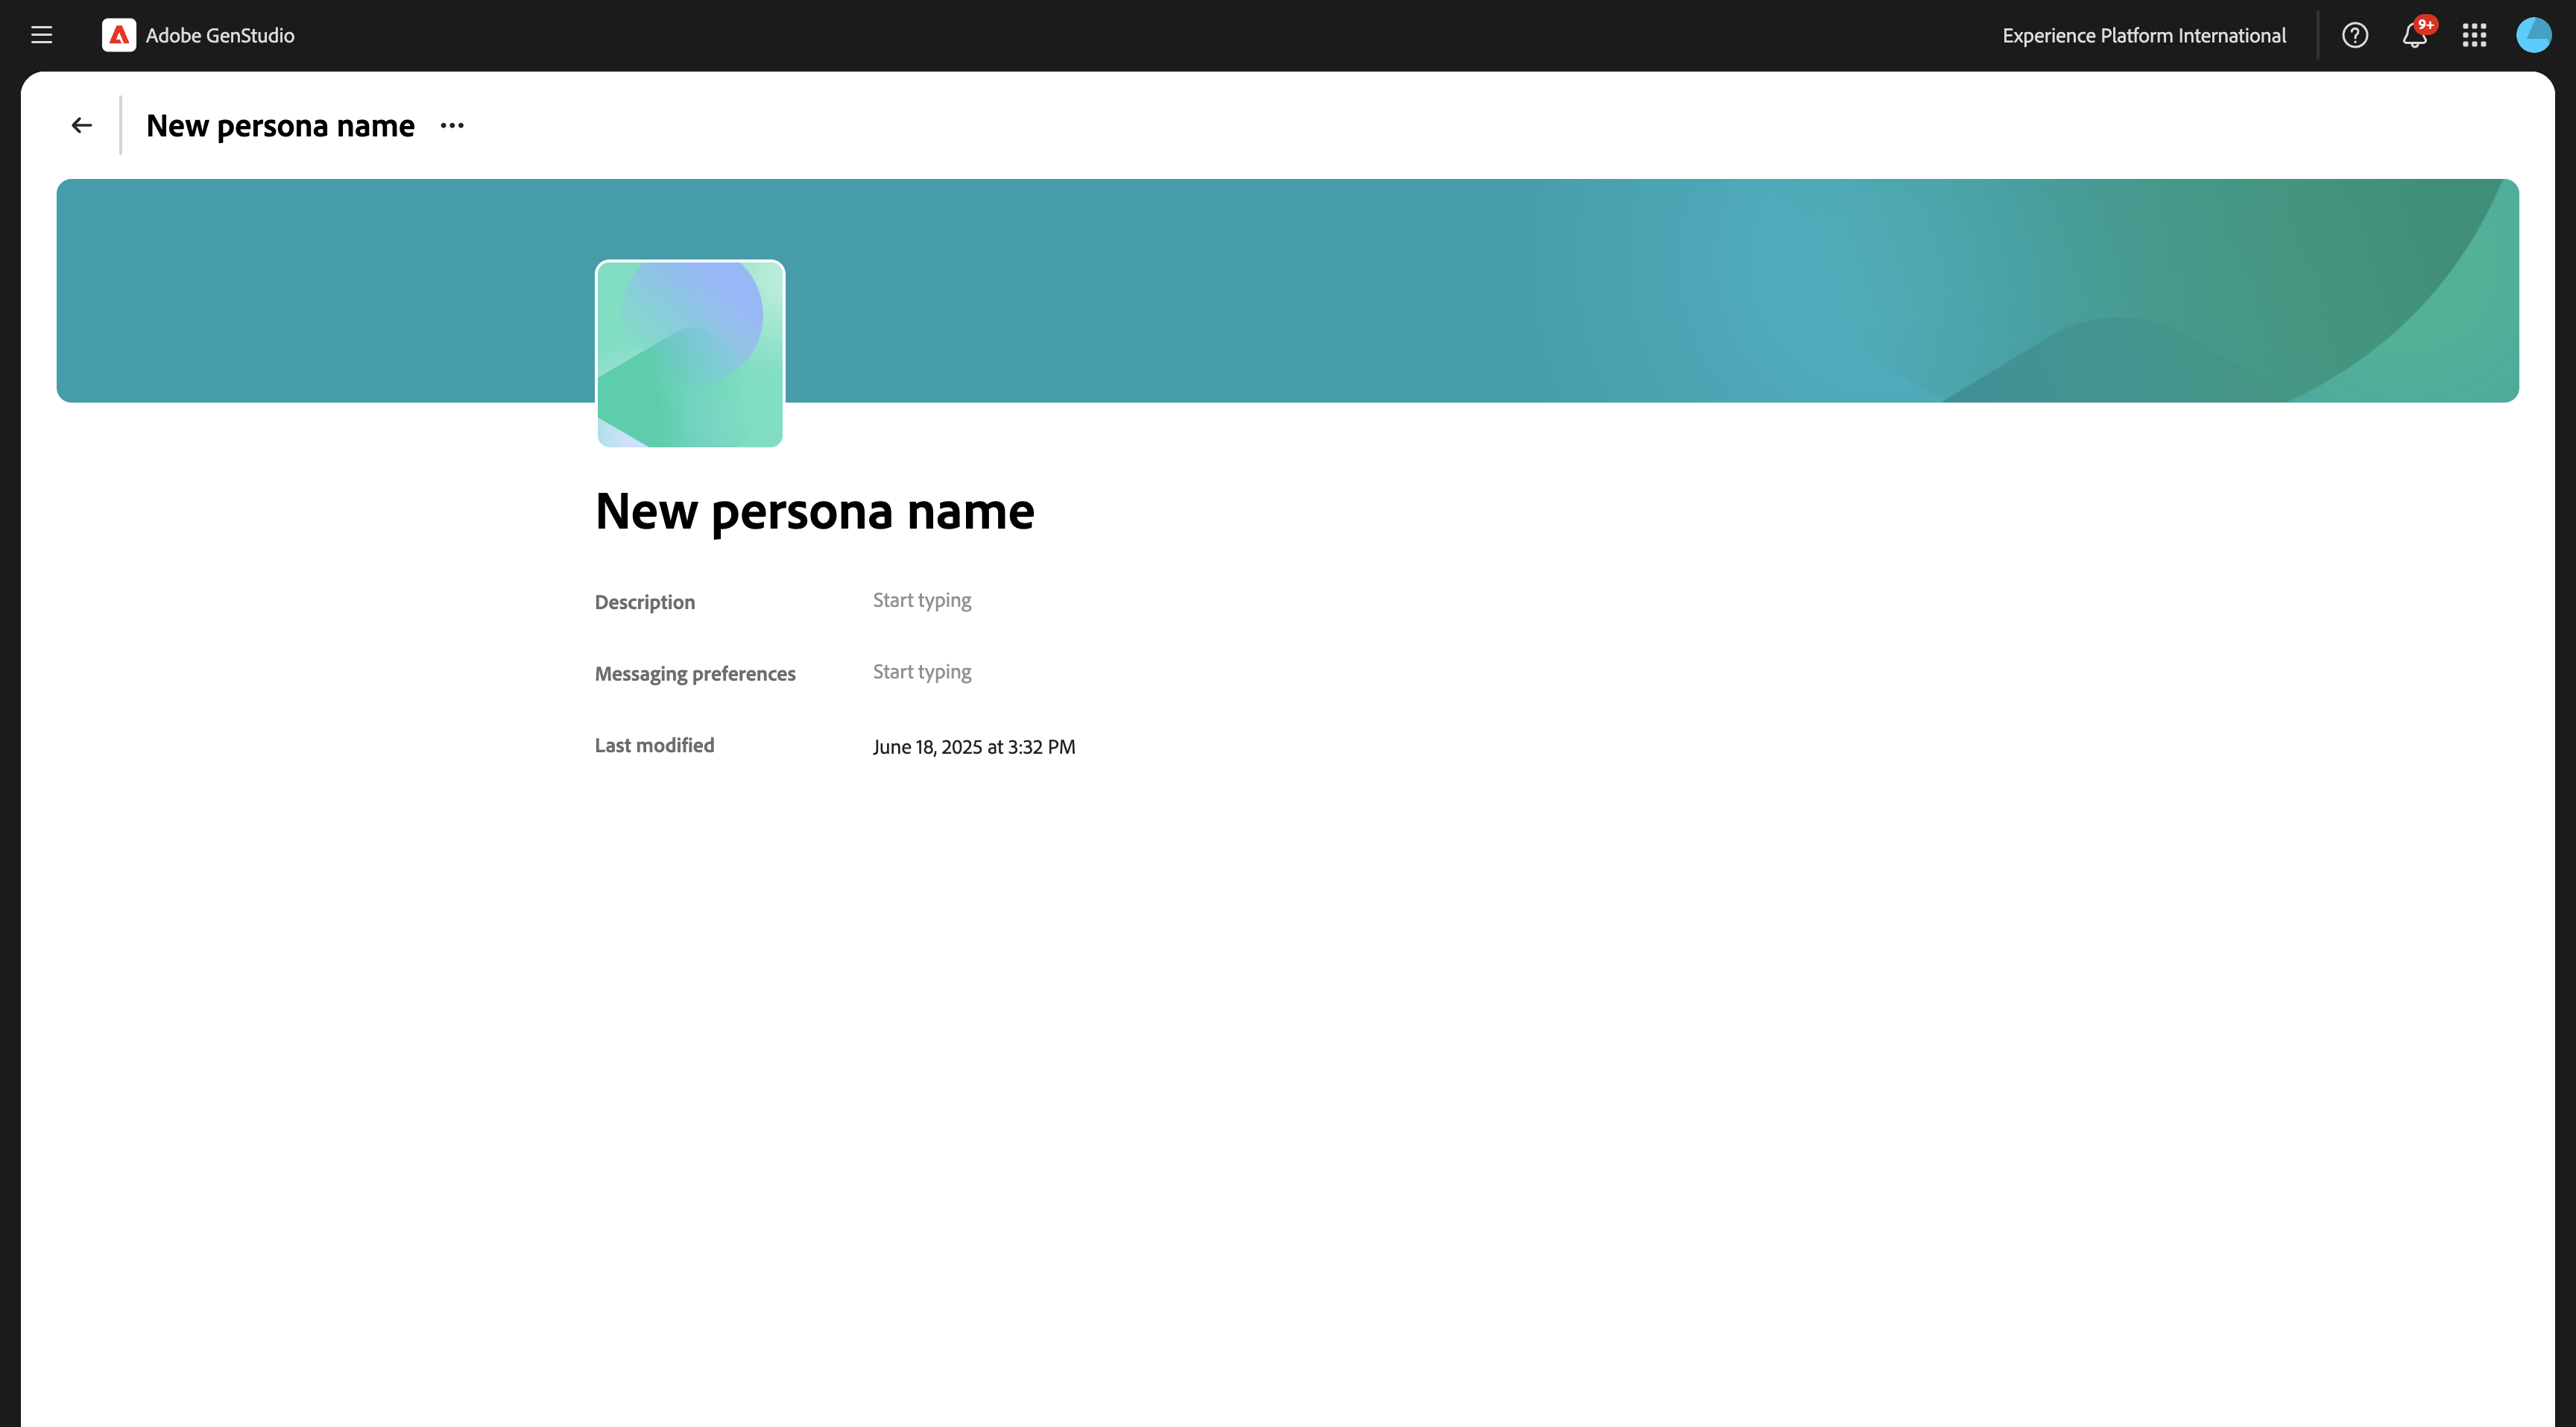 Adobe GenStudio
Experience Platform International
9+
New persona name
New persona name
Description
Start typing
Messaging preferences
Start typing
Last modified
June 18, 2025 at 3:32 PM